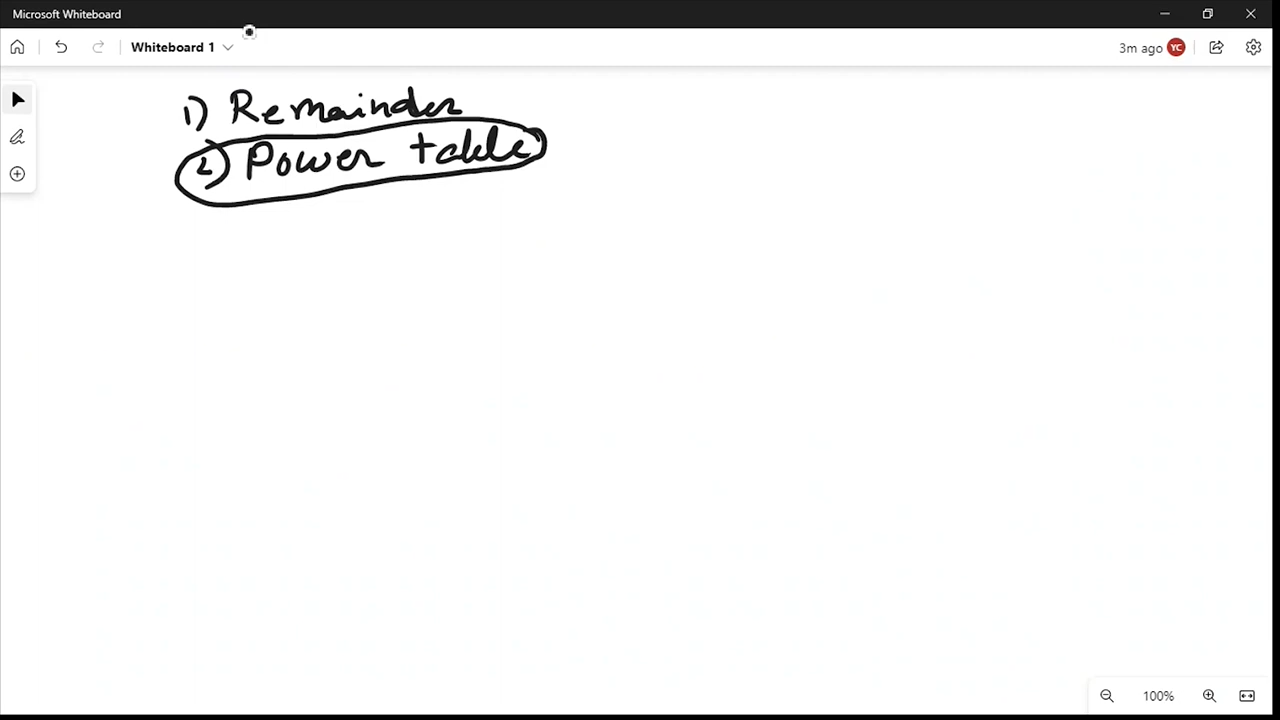 Microsoft Whiteboard
Whiteboard 1
3m ago YC
1) Remainder
2) Power table
100%